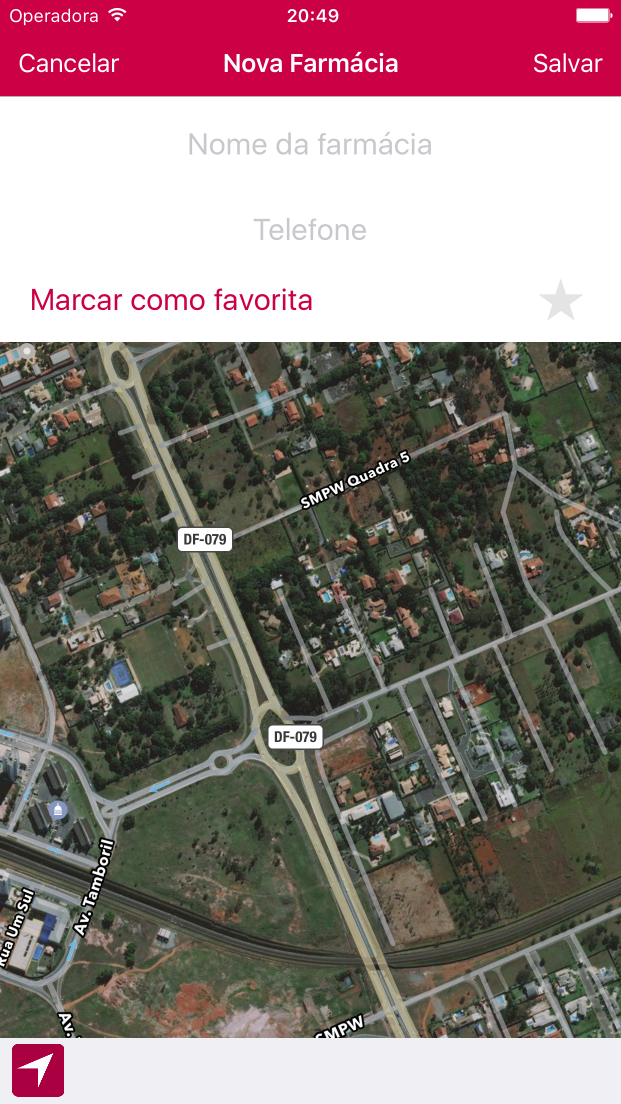 Operadora 20:49
Cancelar Nova Farmácia Salvar
Nome da farmácia
Telefone
Marcar como favorita
SMPW Quadra 5
DF-079
DF-079
Av. Tamboril
Rua Um Sul
Av.
SMPW